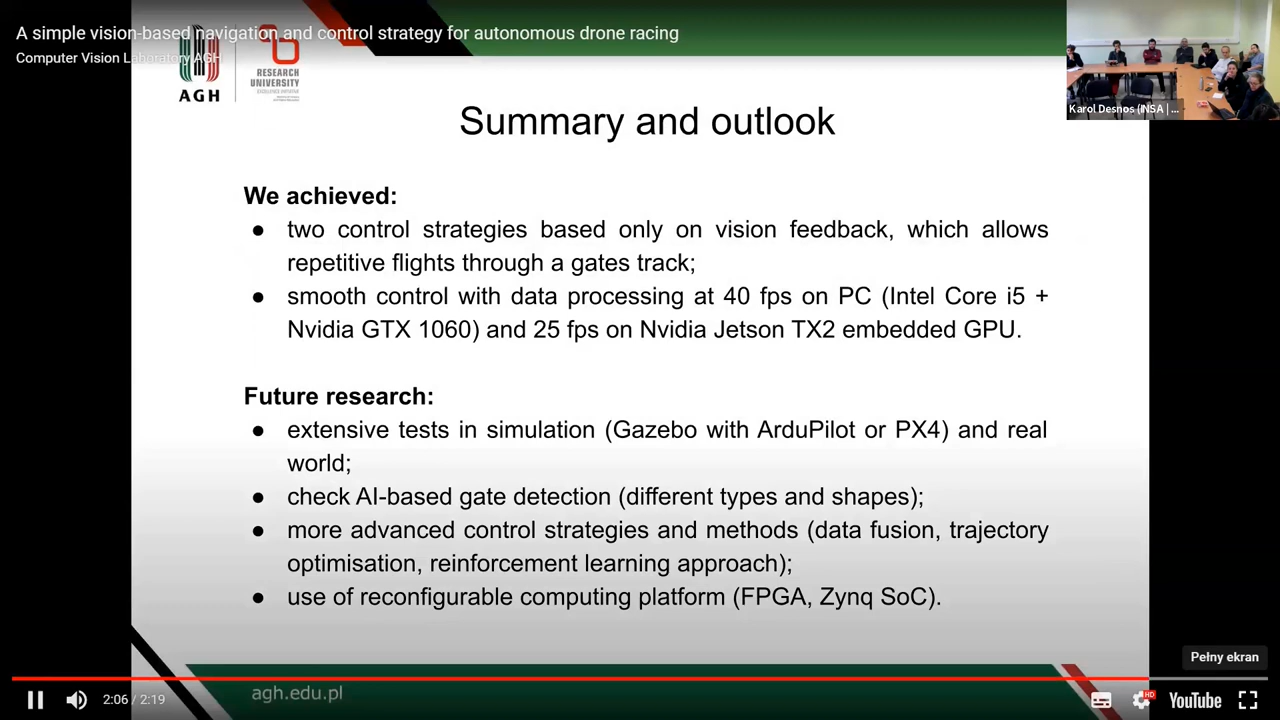 A simple vision-based navigation and control strategy for autonomous drone racing
Computer Vision Laboratory AGH
AGH
RESEARCH
UNIVERSITY
EXCELLENCE INITIATIVE
Karol Desnos (INSA | ...
Summary and outlook
We achieved:
● two control strategies based only on vision feedback, which allows
repetitive flights through a gates track;
● smooth control with data processing at 40 fps on PC (Intel Core i5 +
Nvidia GTX 1060) and 25 fps on Nvidia Jetson TX2 embedded GPU.
Future research:
● extensive tests in simulation (Gazebo with ArduPilot or PX4) and real
world;
● check AI-based gate detection (different types and shapes);
● more advanced control strategies and methods (data fusion, trajectory
optimisation, reinforcement learning approach);
● use of reconfigurable computing platform (FPGA, Zynq SoC).
Pełny ekran
agh.edu.pl
2:06 / 2:19
HD
YouTube